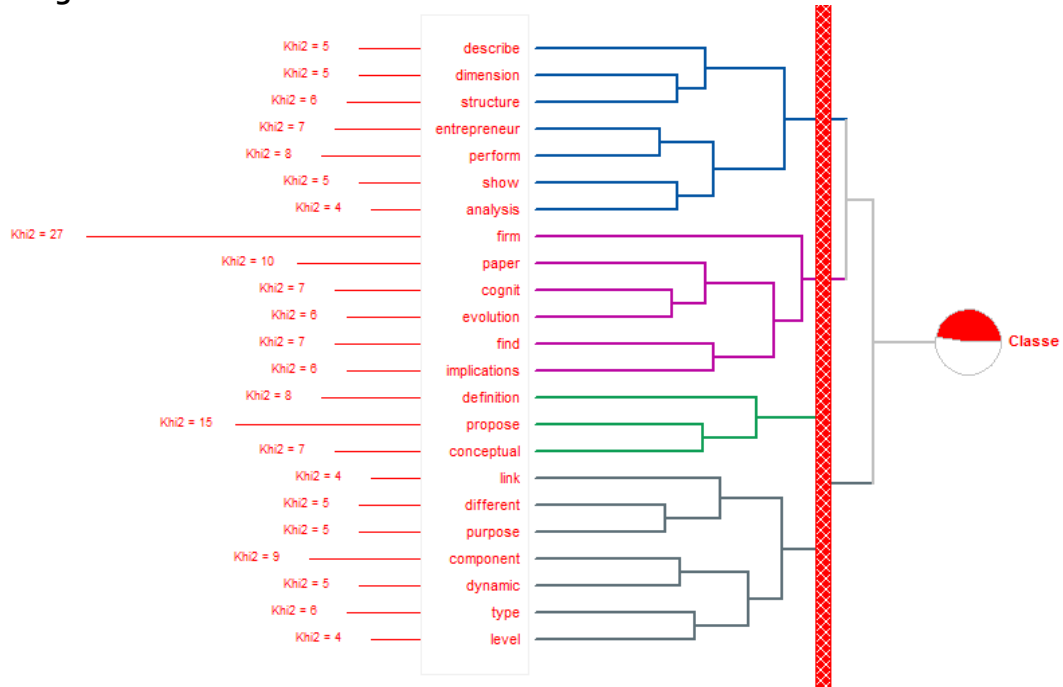 Khi2 = 5 describe
Khi2 = 5 dimension
Khi2 = 6 structure
Khi2 = 7 entrepreneur
Khi2 = 8 perform
Khi2 = 5 show
Khi2 = 4 analysis
Khi2 = 27 firm
Khi2 = 10 paper
Khi2 = 7 cognit
Khi2 = 6 evolution
Khi2 = 7 find
Khi2 = 6 implications
Classe
Khi2 = 8 definition
Khi2 = 15 propose
Khi2 = 7 conceptual
Khi2 = 4 link
Khi2 = 5 different
Khi2 = 5 purpose
Khi2 = 9 component
Khi2 = 5 dynamic
Khi2 = 6 type
Khi2 = 4 level